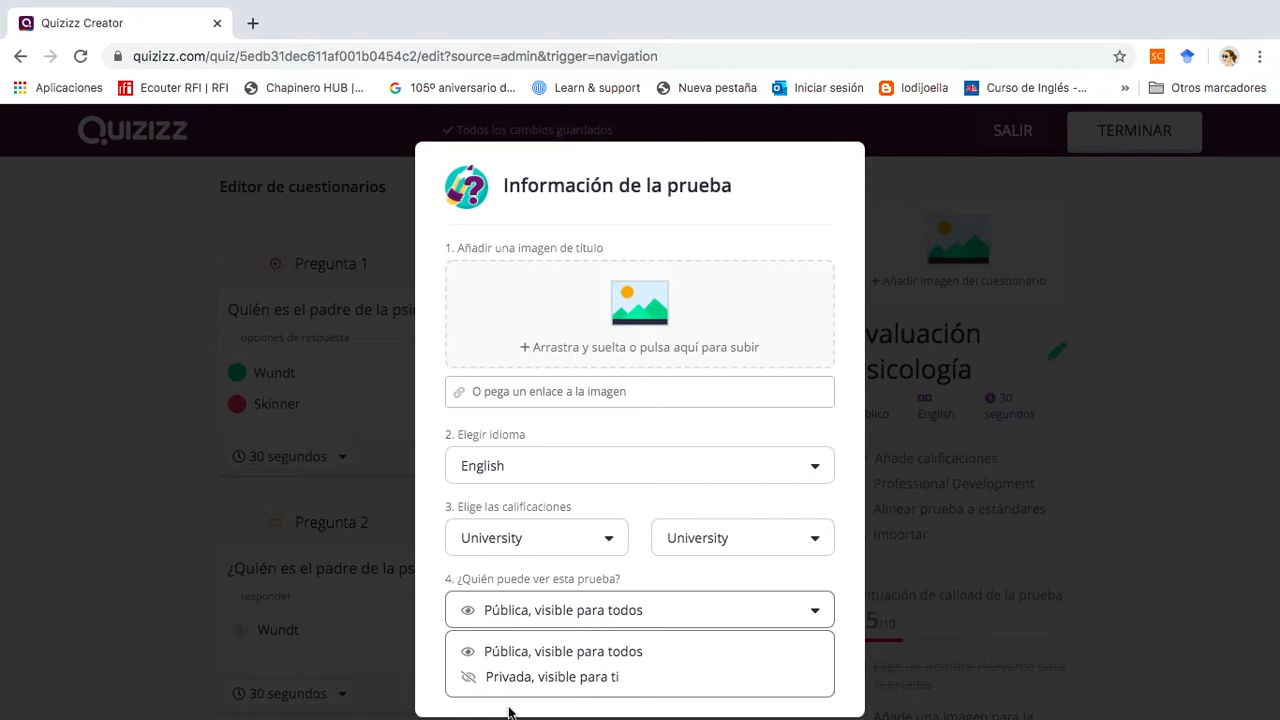 Quizizz Creator
quizizz.com/quiz/5edb31dec611af001b0454c2/edit?source=admin&trigger=navigation
SC
Aplicaciones
Ecouter RFI | RFI
Chapinero HUB |...
105º aniversario d...
Learn & support
Nueva pestaña
Iniciar sesión
lodijoella
Curso de Inglés -...
»
Otros marcadores
QUIZIZZ
Todos los cambios guardados
SALIR
TERMINAR
Editor de cuestionarios
Pregunta 1
Quién es el padre de la psi
opciones de respuesta
Wundt
Skinner
30 segundos
Pregunta 2
¿Quién es el padre de la ps
responder
Wundt
30 segundos
Información de la prueba
1. Añadir una imagen de título
+ Arrastra y suelta o pulsa aquí para subir
O pega un enlace a la imagen
2. Elegir idioma
English
3. Elige las calificaciones
University
University
4. ¿Quién puede ver esta prueba?
Pública, visible para todos
Pública, visible para todos
Privada, visible para ti
+ Añadir imagen del cuestionario
valuación
sicología
blico
English
30 segundos
Añade calificaciones
Professional Development
Alinear prueba a estándares
Importar
ntuación de calidad de la prueba
5/10
Elige un nombre relevante para
la prueba
Añade una imagen para la